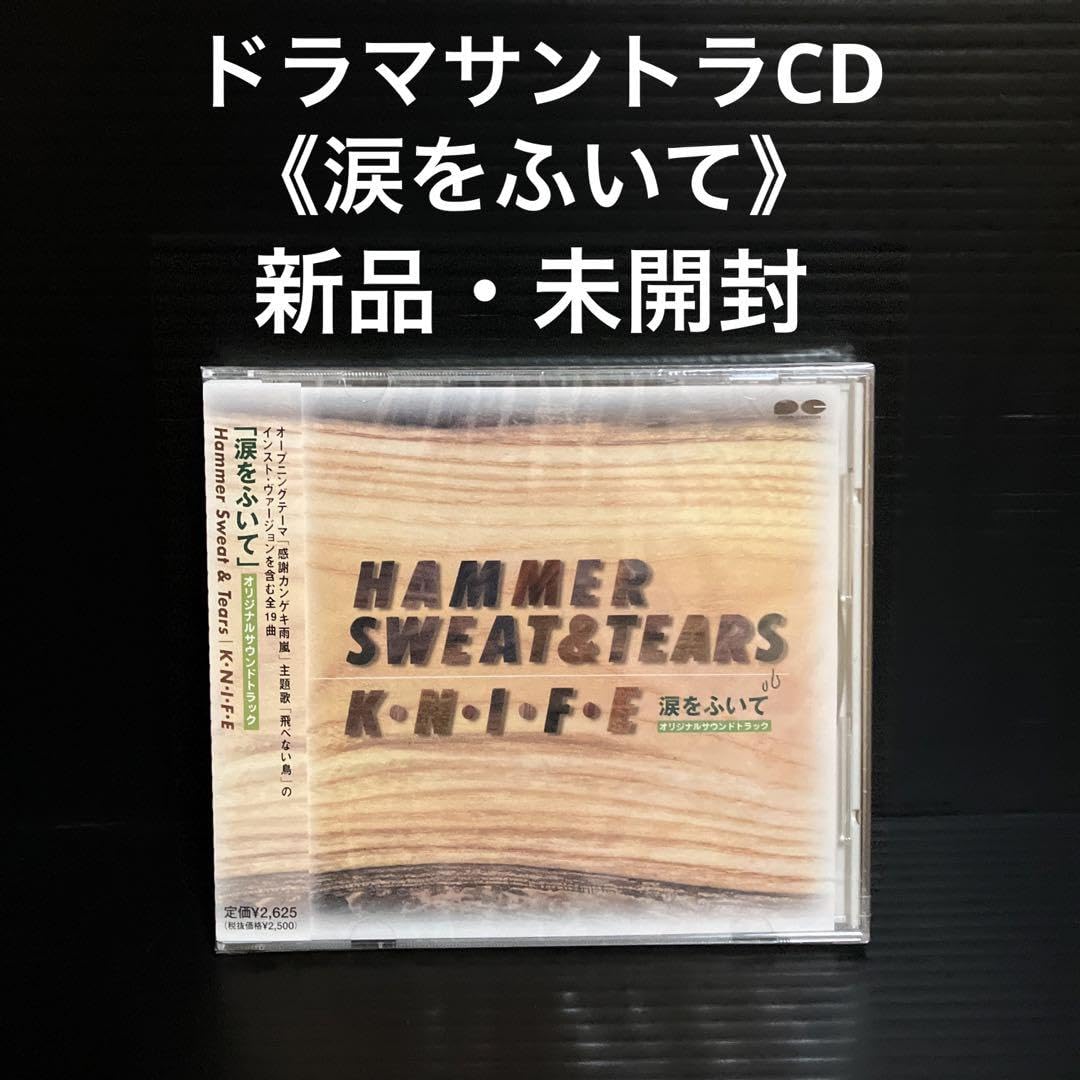 ドラマサントラCD
《涙をふいて》
新品・未開封
オープニングテーマ「感謝カンゲキ雨嵐」主題歌「飛べない鳥」の
インスト・ヴァージョンを含む全19曲
「涙をふいて」オリジナルサウンドトラック
Hammer Sweat & Tears | K・N・I・F・E
定価¥2,625
(税抜価格¥2,500)
HAMMER
SWEAT&TEARS
K・N・I・F・E
涙をふいて
オリジナルサウンドトラック